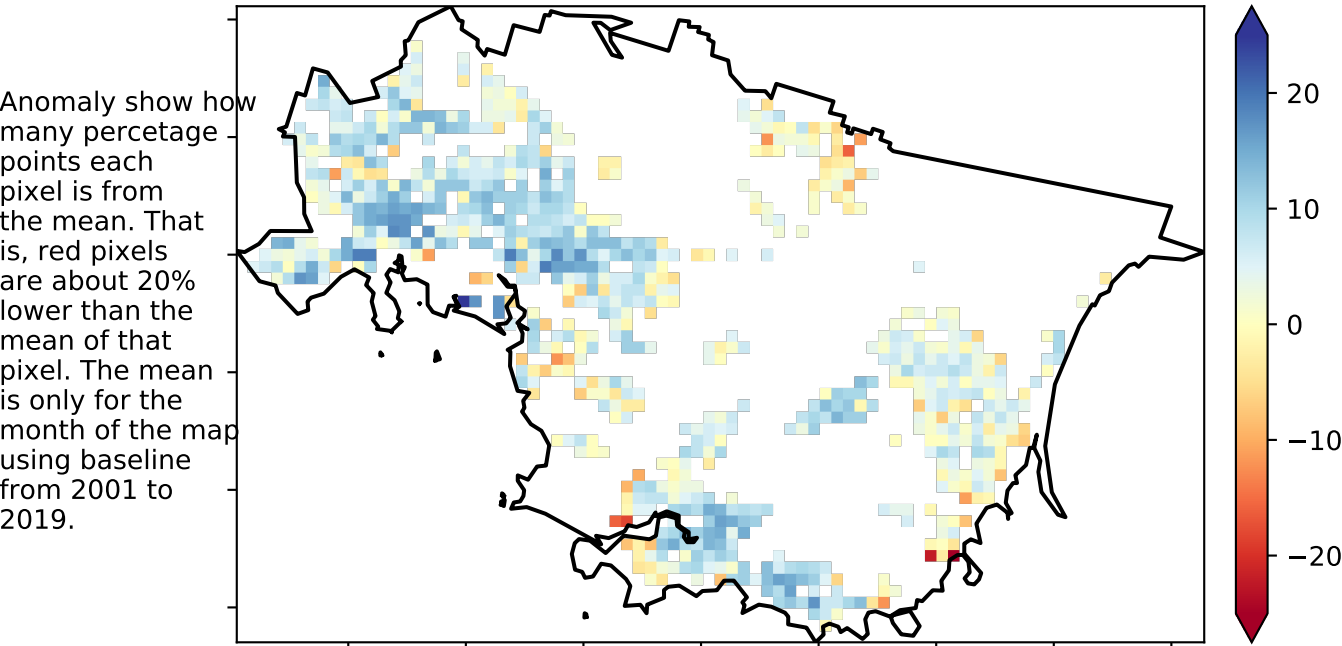 Anomaly show how
many percetage
points each
pixel is from
the mean. That
is, red pixels
are about 20%
lower than the
mean of that
pixel. The mean
is only for the
month of the map
using baseline
from 2001 to
2019.
20
10
0
−10
−20